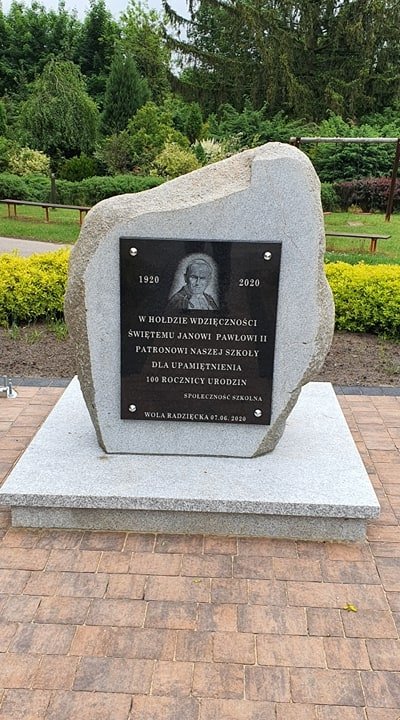 1920 2020
W HOŁDZIE WDZIĘCZNOŚCI
ŚWIĘTEMU JANOWI PAWŁOWI II
PATRONOWI NASZEJ SZKOŁY
DLA UPAMIĘTNIENIA
100 ROCZNICY URODZIN
SPOŁECZNOŚĆ SZKOLNA
WOLA RADZIĘCKA 07.06.2020